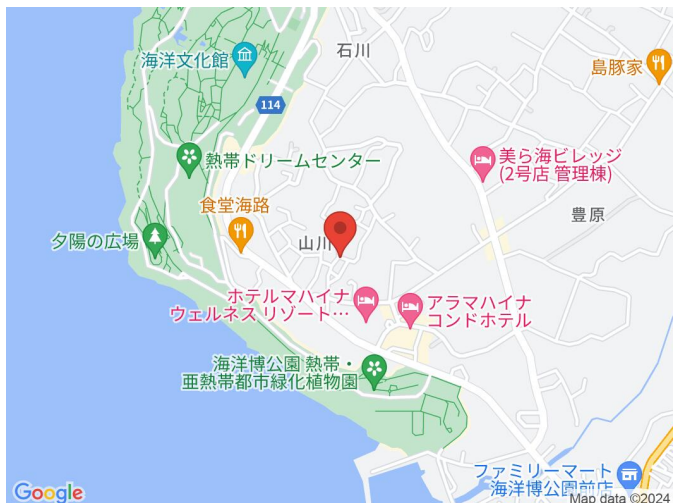 石川
海洋文化館
島豚家
114
熱帯ドリームセンター
美ら海ビレッジ
(2号店 管理棟)
食堂海路
豊原
夕陽の広場
山川
ホテルマハイナ
ウェルネス リゾート…
アラマハイナ
コンドホテル
海洋博公園 熱帯・
亜熱帯都市緑化植物園
ファミリーマート
海洋博公園前店
Google
Map data ©2024